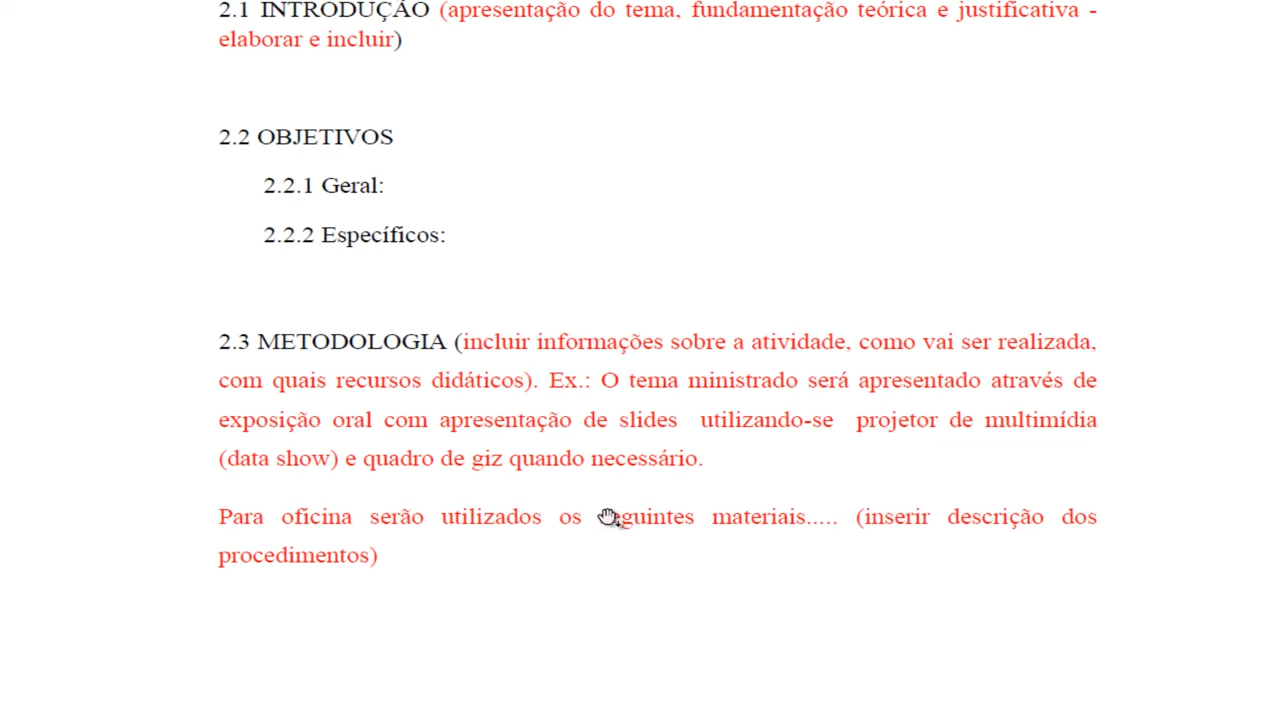 2.1 INTRODUÇÃO (apresentação do tema, fundamentação teórica e justificativa -
elaborar e incluir)
2.2 OBJETIVOS
2.2.1 Geral:
2.2.2 Específicos:
2.3 METODOLOGIA (incluir informações sobre a atividade, como vai ser realizada,
com quais recursos didáticos). Ex.: O tema ministrado será apresentado através de
exposição oral com apresentação de slides utilizando-se projetor de multimídia
(data show) e quadro de giz quando necessário.
Para oficina serão utilizados os seguintes materiais..... (inserir descrição dos
procedimentos)